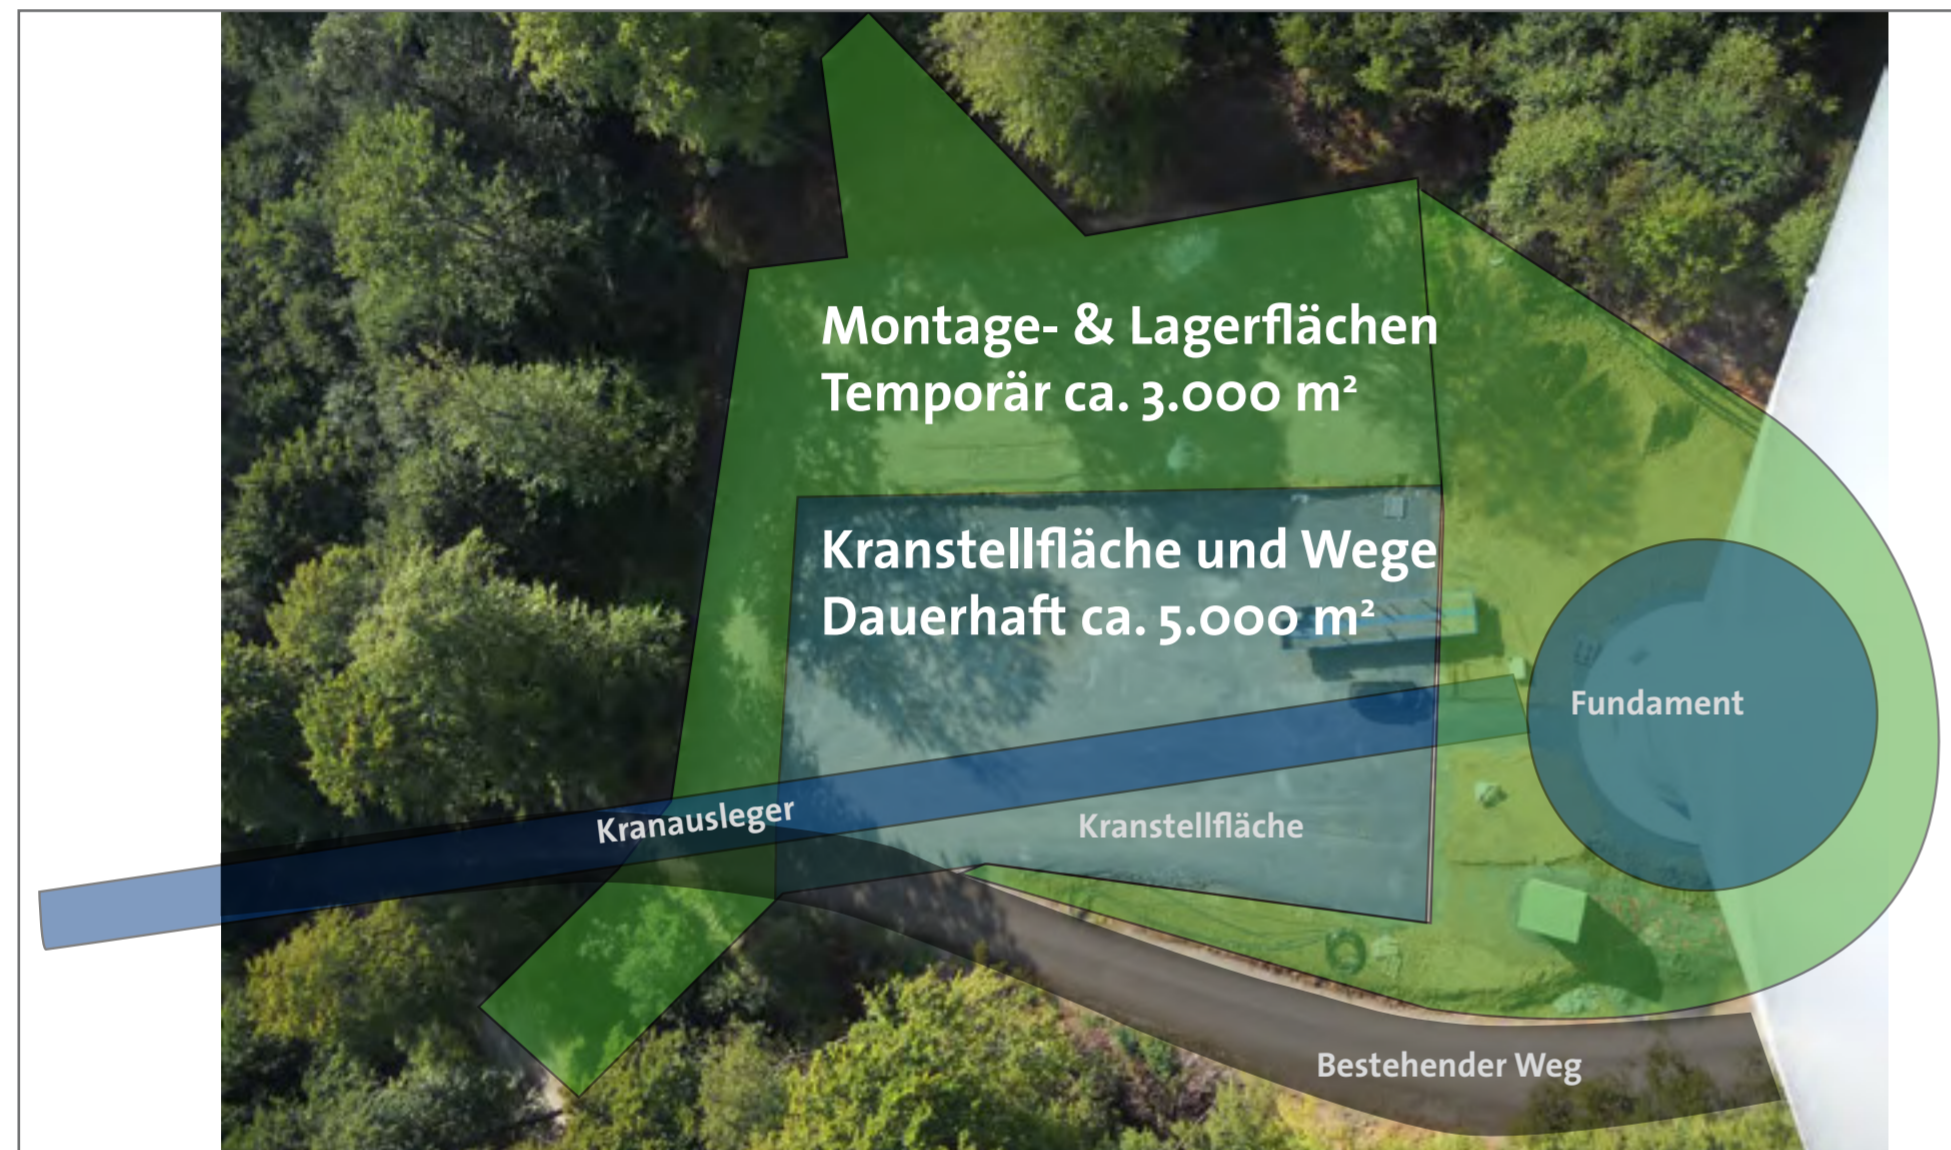 Montage- & Lagerflächen
Temporär ca. 3.000 m²
Kranstellfläche und Wege
Dauerhaft ca. 5.000 m²
Fundament
Kranausleger
Kranstellfläche
Bestehender Weg